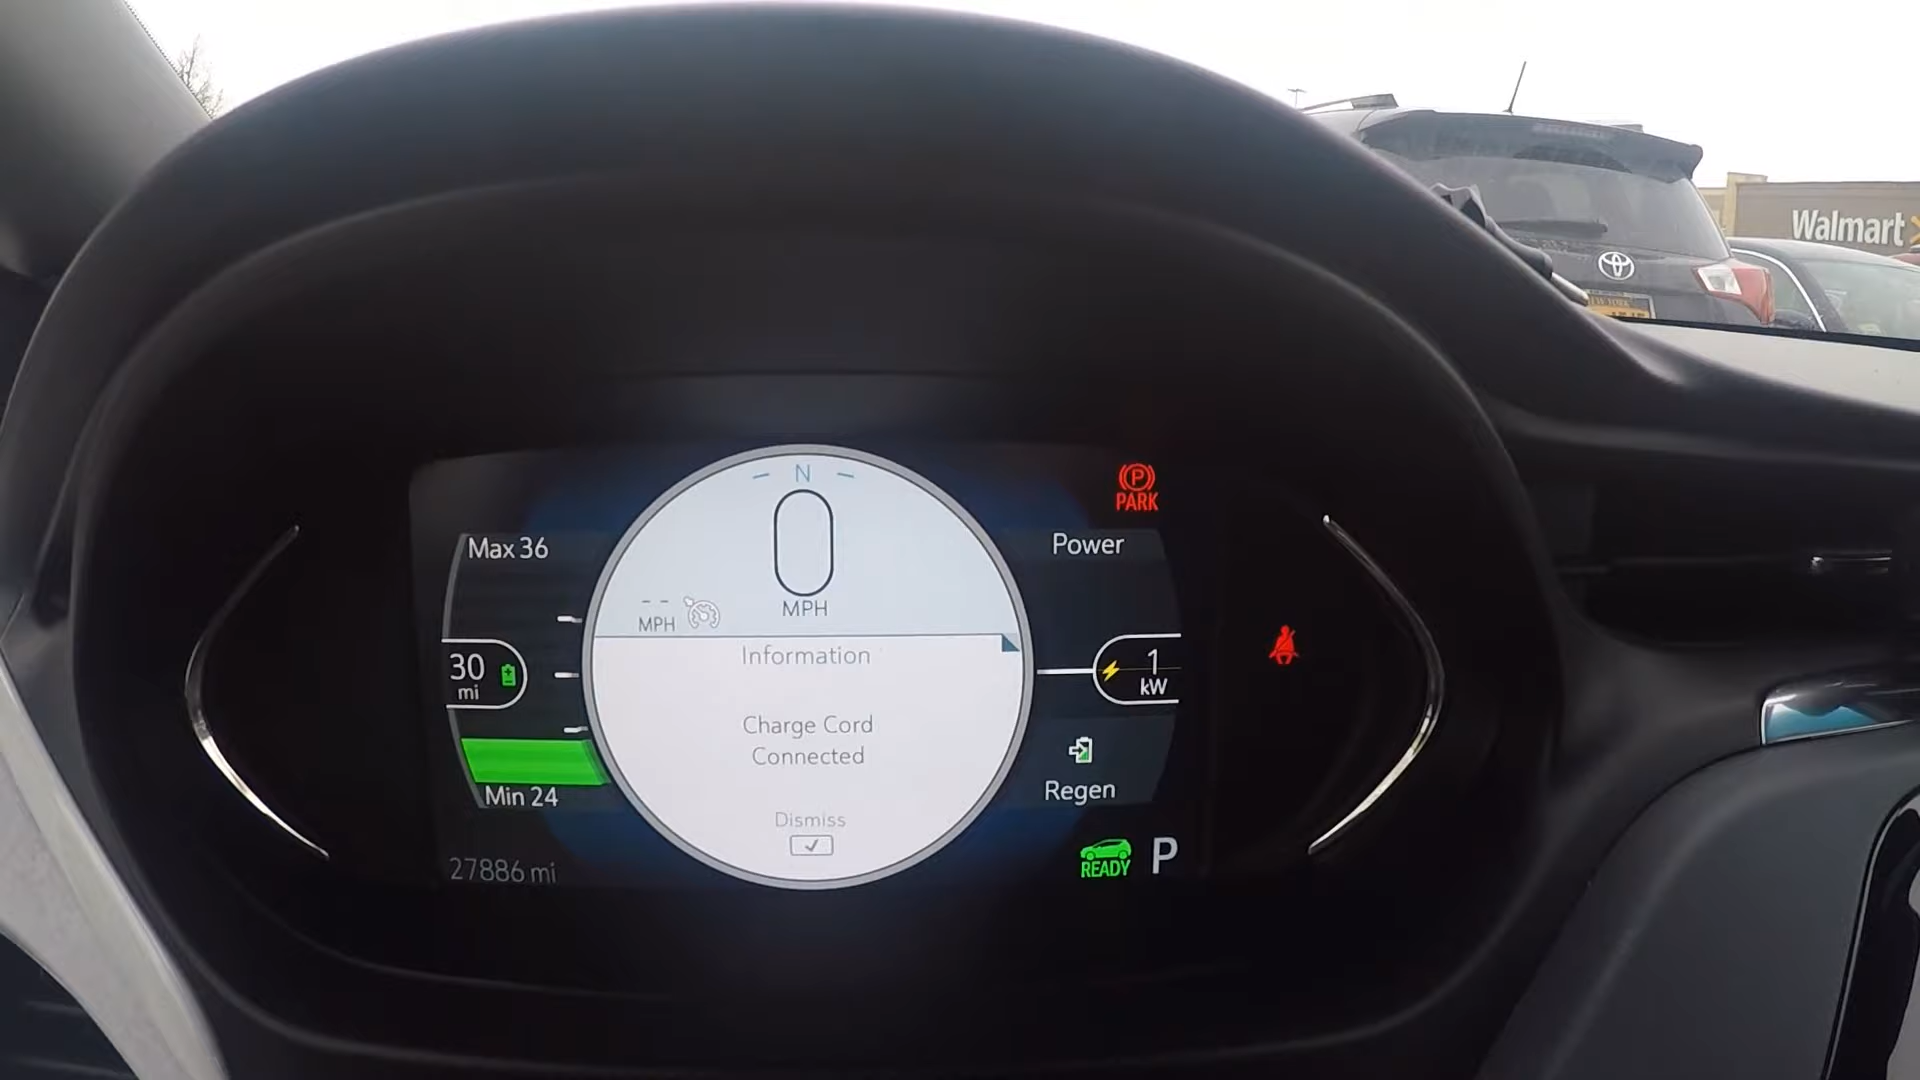 Walmart
N
0
MPH
PARK
Max 36
Power
-- MPH
Information
30
mi
1
kW
Charge Cord
Connected
Regen
Min 24
Dismiss
27886 mi
READY
P